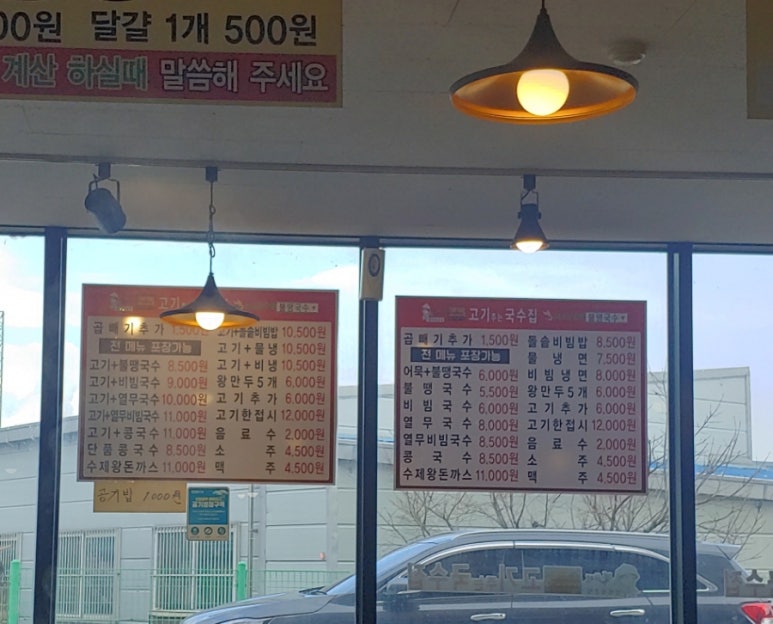 00원 달걀 1개 500원
계산 하실때 말씀해 주세요
고기 불땡국수
곱빼기추가 1,500원
전 메뉴 포장가능
고기+불땡국수 8,500원
고기+비빔국수 9,000원
고기+열무국수 10,000원
고기+열무비빔국수 11,000원
고기+콩국수 11,000원
단품콩국수 8,500원
수제왕돈까스 11,000원
고기+돌솥비빔밥 10,500원
고기+물냉 10,500원
고기+비냉 10,500원
왕만두5개 6,000원
고기추가 6,000원
고기한접시 12,000원
음료수 2,000원
소주 4,500원
맥주 4,500원
공기밥 1000원
고기주는국수집 불땡국수
곱빼기추가 1,500원
전 메뉴 포장가능
어묵+불땡국수 6,000원
불땡국수 5,500원
비빔국수 6,000원
열무국수 8,000원
열무비빔국수 8,500원
콩국수 8,500원
수제왕돈까스 11,000원
돌솥비빔밥 8,500원
물냉면 7,500원
비빔냉면 8,000원
왕만두5개 6,000원
고기추가 6,000원
고기한접시 12,000원
음료수 2,000원
소주 4,500원
맥주 4,500원